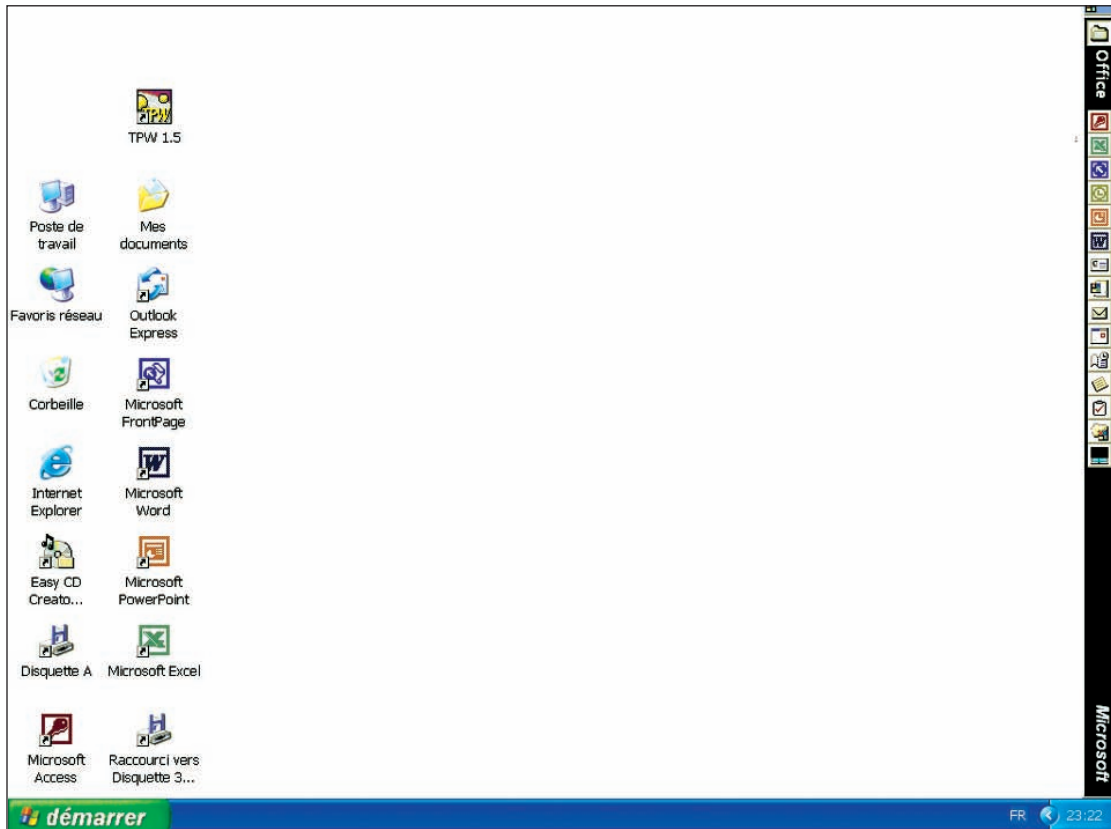 TPW 1.5
Poste de
travail
Mes
documents
Favoris réseau
Outlook
Express
Corbeille
Microsoft
FrontPage
Internet
Explorer
Microsoft
Word
Easy CD
Creato...
Microsoft
PowerPoint
Disquette A
Microsoft Excel
Microsoft
Access
Raccourci vers
Disquette 3...
Office
Microsoft
démarrer
FR
23:22